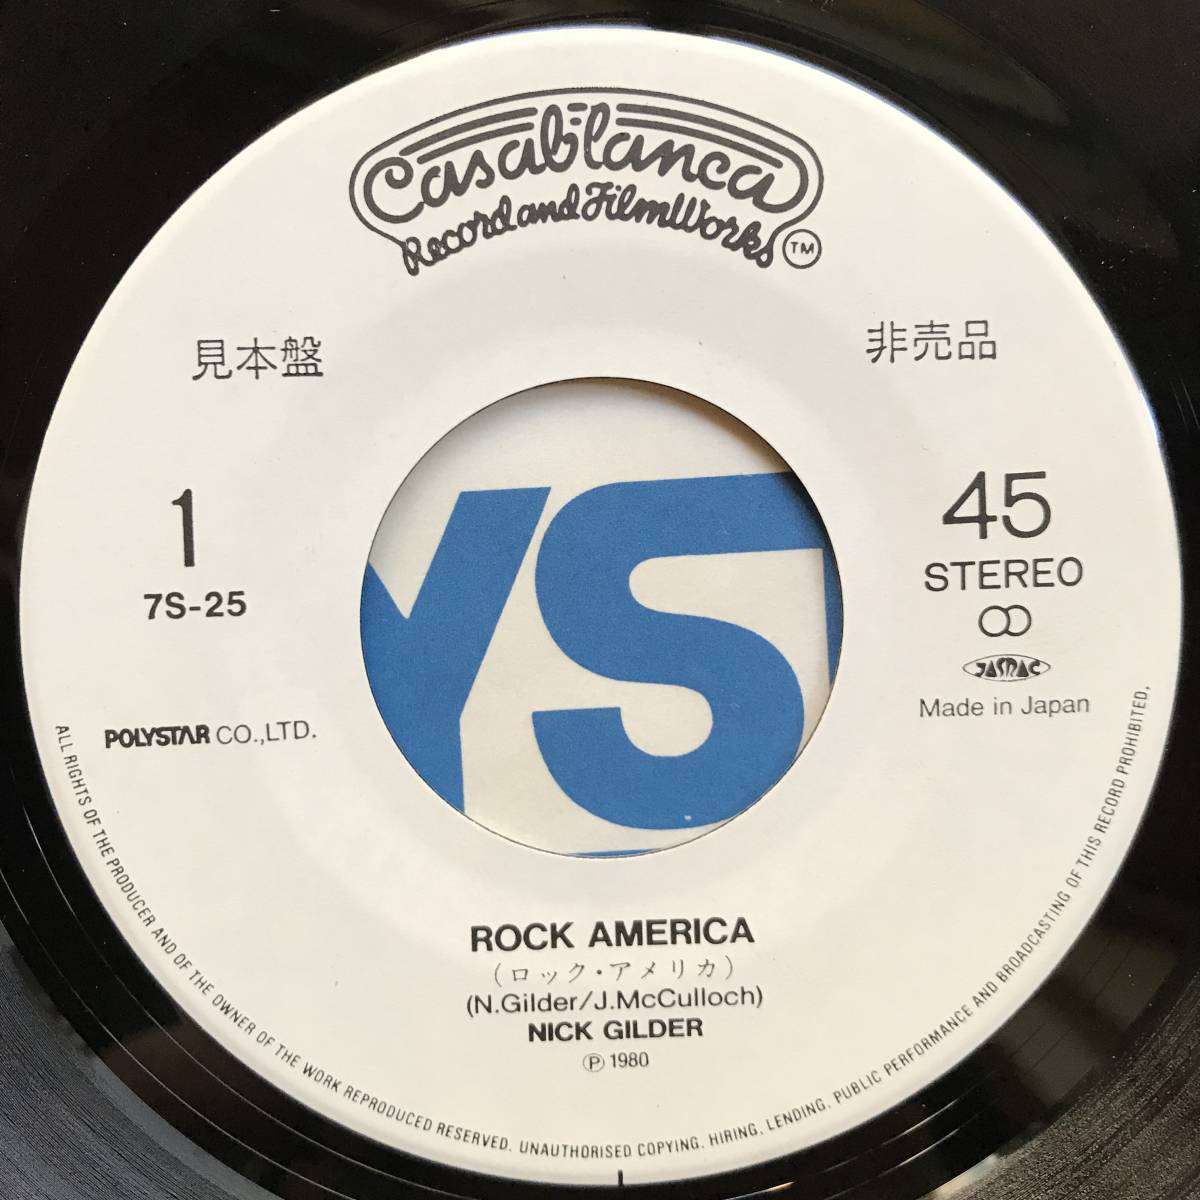 Casablanca
Record and FilmWorks
TM
見本盤
非売品
1
7S-25
45
STEREO
JASRAC
Made in Japan
POLYSTAR CO.,LTD.
YS
ROCK AMERICA
(ロック・アメリカ)
(N.Gilder/J.McCulloch)
NICK GILDER
Ⓟ 1980
ALL RIGHTS OF THE PRODUCER AND OF THE OWNER OF THE WORK REPRODUCED RESERVED. UNAUTHORISED COPYING. HIRING. LENDING. PUBLIC PERFORMANCE AND BROADCASTING OF THIS RECORD PROHIBITED.